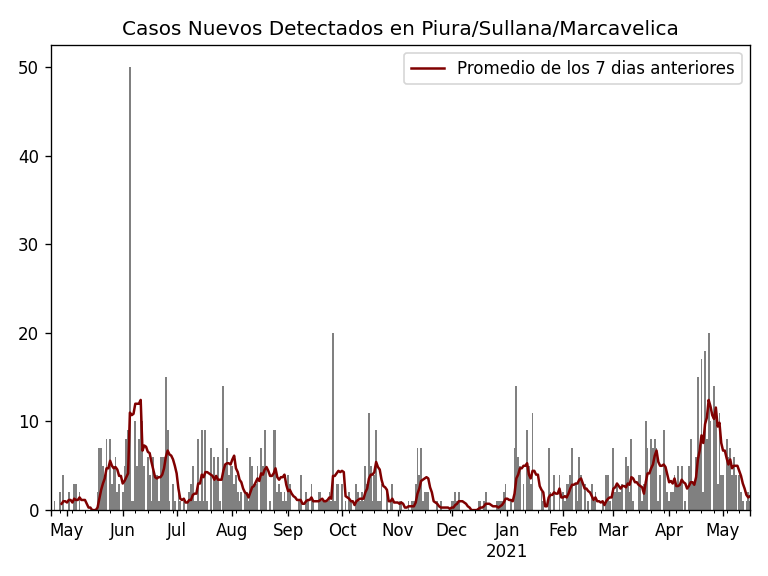 Casos Nuevos Detectados en Piura/Sullana/Marcavelica
Promedio de los 7 dias anteriores
50
40
30
20
10
0
May Jun Jul Aug Sep Oct Nov Dec Jan Feb Mar Apr May
2021